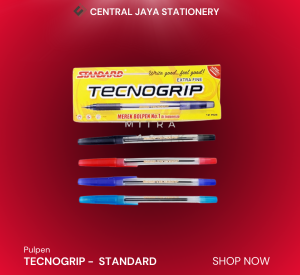 CENTRAL JAYA STATIONERY
STANDARD
Write good, feel good!
EXTRA FINE
TECNOGRIP
MEREK BOLPEN No.1
MITRA
Pulpen
TECNOGRIP - STANDARD
SHOP NOW